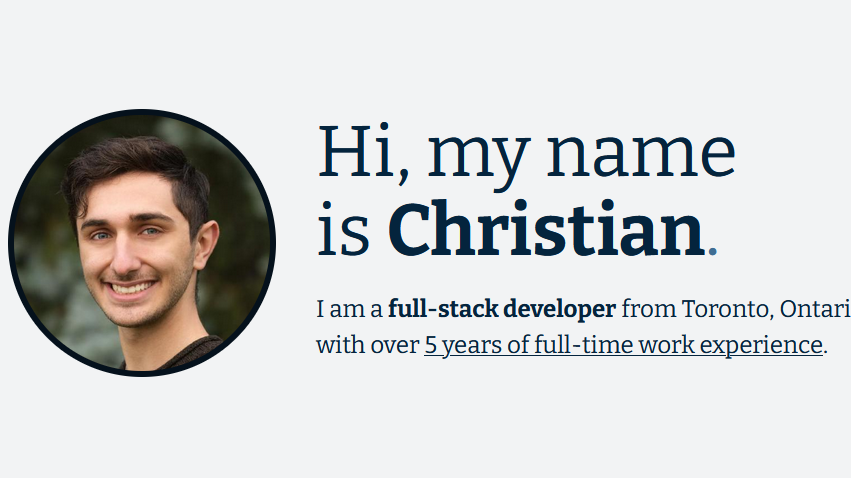 Hi, my name
is Christian.
I am a full-stack developer from Toronto, Ontari
with over 5 years of full-time work experience.